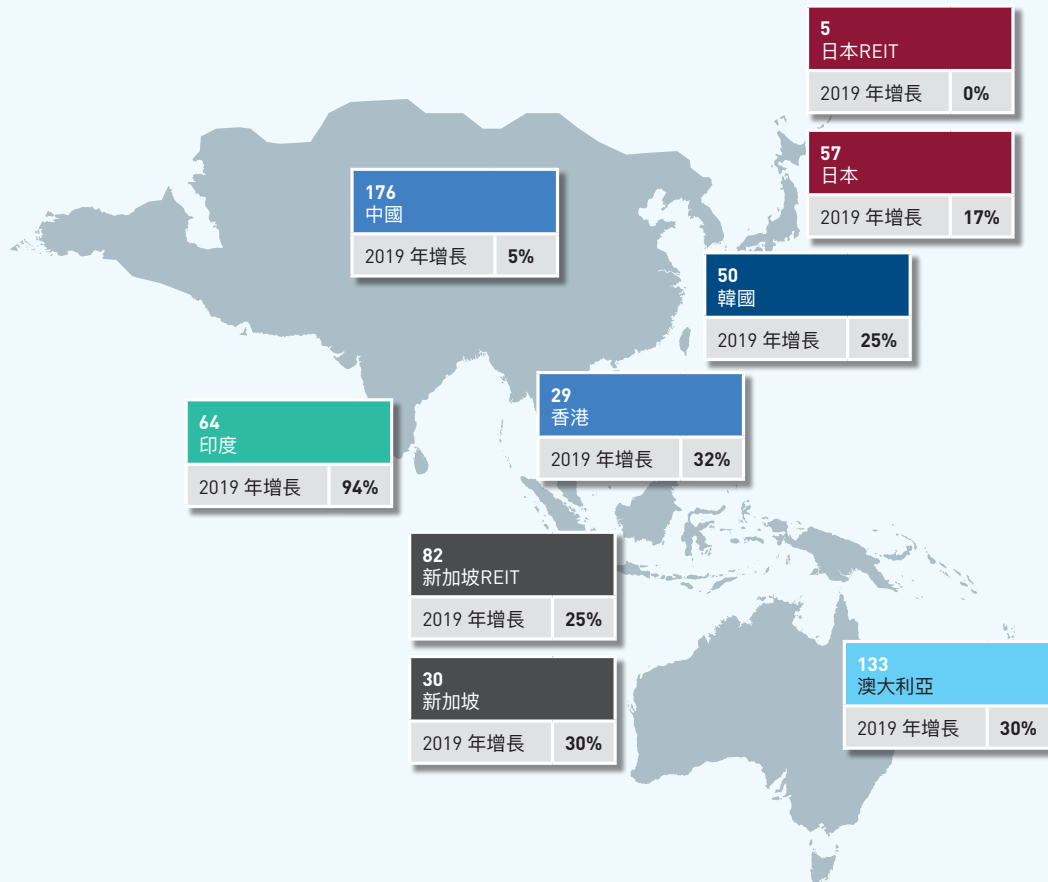 5
日本REIT
2019 年增長 0%
57
日本
2019 年增長 17%
176
中國
2019 年增長 5%
50
韓國
2019 年增長 25%
29
香港
2019 年增長 32%
64
印度
2019 年增長 94%
82
新加坡REIT
2019 年增長 25%
30
新加坡
2019 年增長 30%
133
澳大利亞
2019 年增長 30%